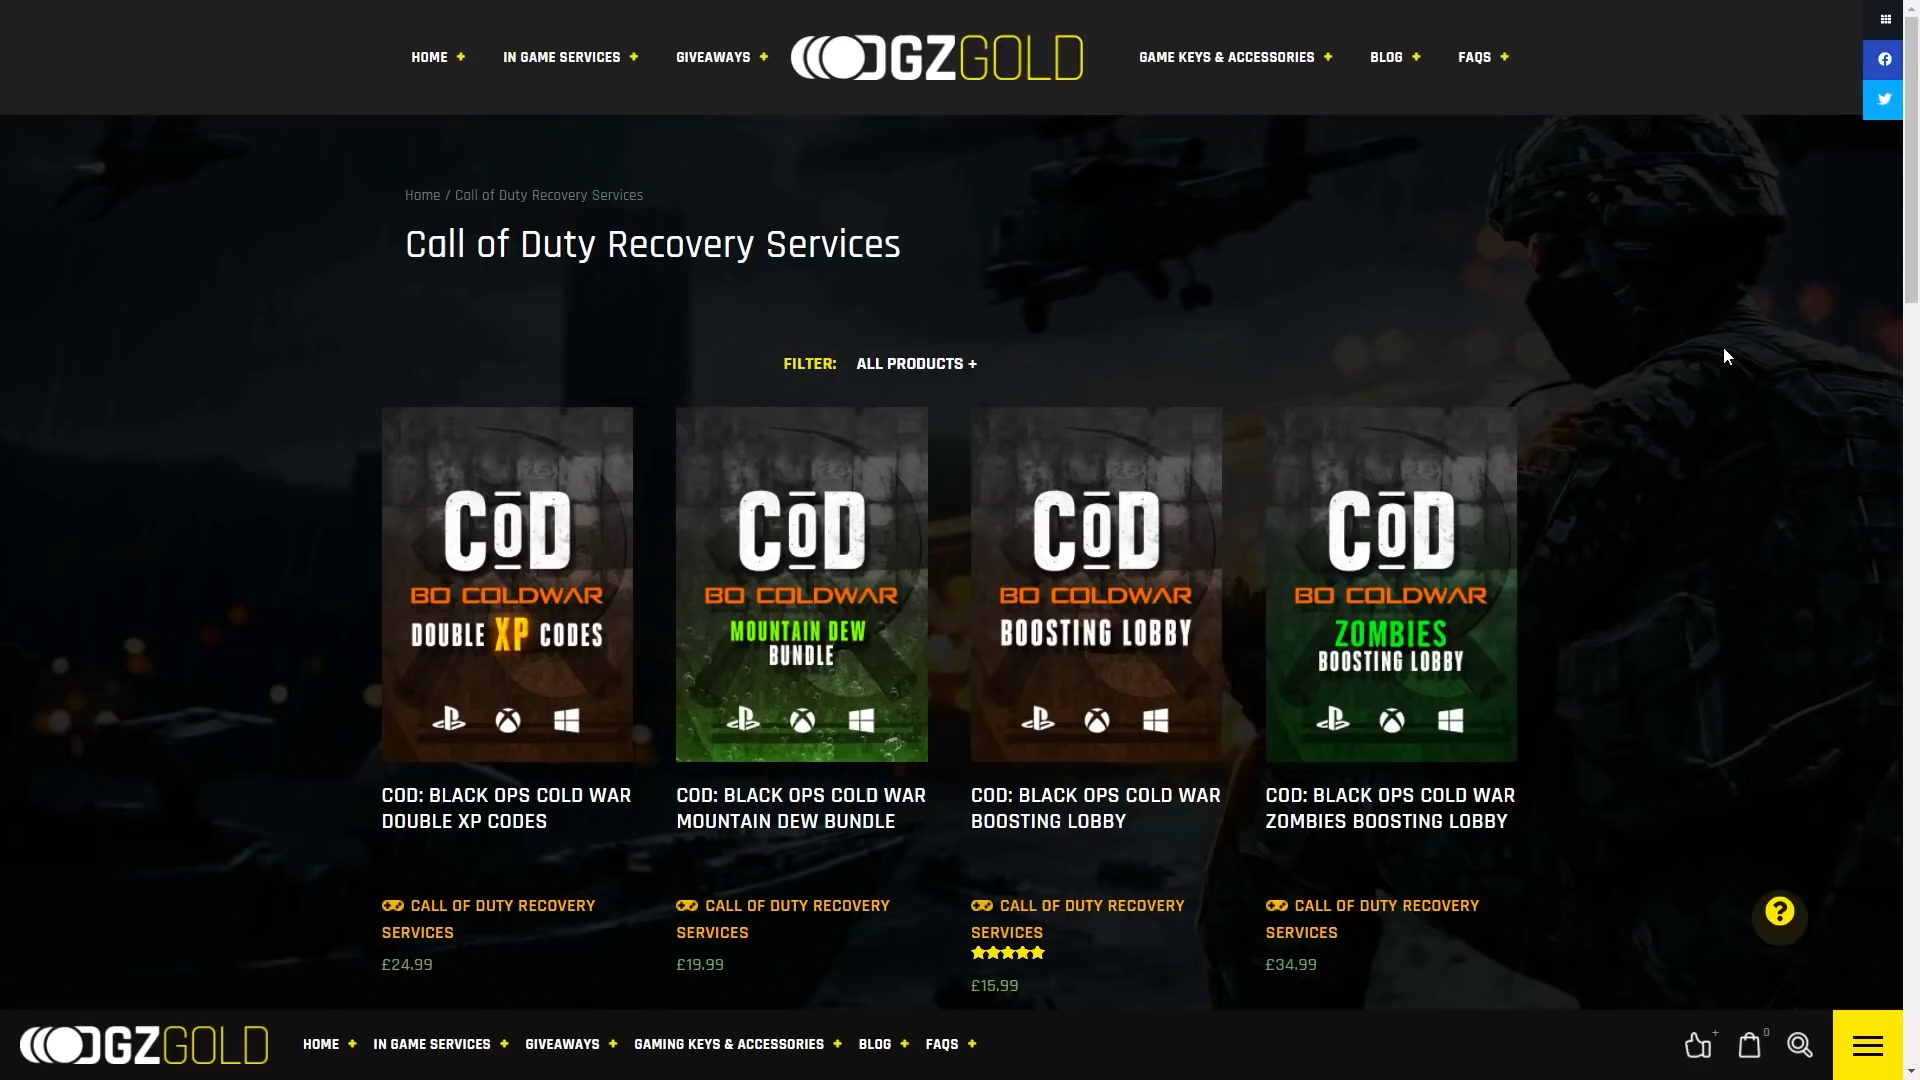 HOME +
IN GAME SERVICES +
GIVEAWAYS +
DGZGOLD
GAME KEYS & ACCESSORIES +
BLOG +
FAQS +
Home / Call of Duty Recovery Services
Call of Duty Recovery Services
FILTER: ALL PRODUCTS +
COD
BO COLDWAR
DOUBLE XP CODES
COD
BO COLDWAR
MOUNTAIN DEW
BUNDLE
COD
BO COLDWAR
BOOSTING LOBBY
COD
BO COLDWAR
ZOMBIES
BOOSTING LOBBY
COD: BLACK OPS COLD WAR
DOUBLE XP CODES
CALL OF DUTY RECOVERY
SERVICES
£24.99
COD: BLACK OPS COLD WAR
MOUNTAIN DEW BUNDLE
CALL OF DUTY RECOVERY
SERVICES
£19.99
COD: BLACK OPS COLD WAR
BOOSTING LOBBY
CALL OF DUTY RECOVERY
SERVICES
£15.99
COD: BLACK OPS COLD WAR
ZOMBIES BOOSTING LOBBY
CALL OF DUTY RECOVERY
SERVICES
£34.99
?
DGZGOLD
HOME +
IN GAME SERVICES +
GIVEAWAYS +
GAMING KEYS & ACCESSORIES +
BLOG +
FAQS +
+
0